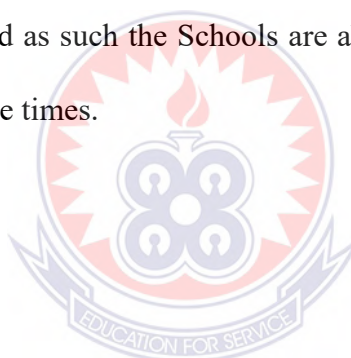 d as such the Schools are a
e times.
EDUCATION FOR SERVICE